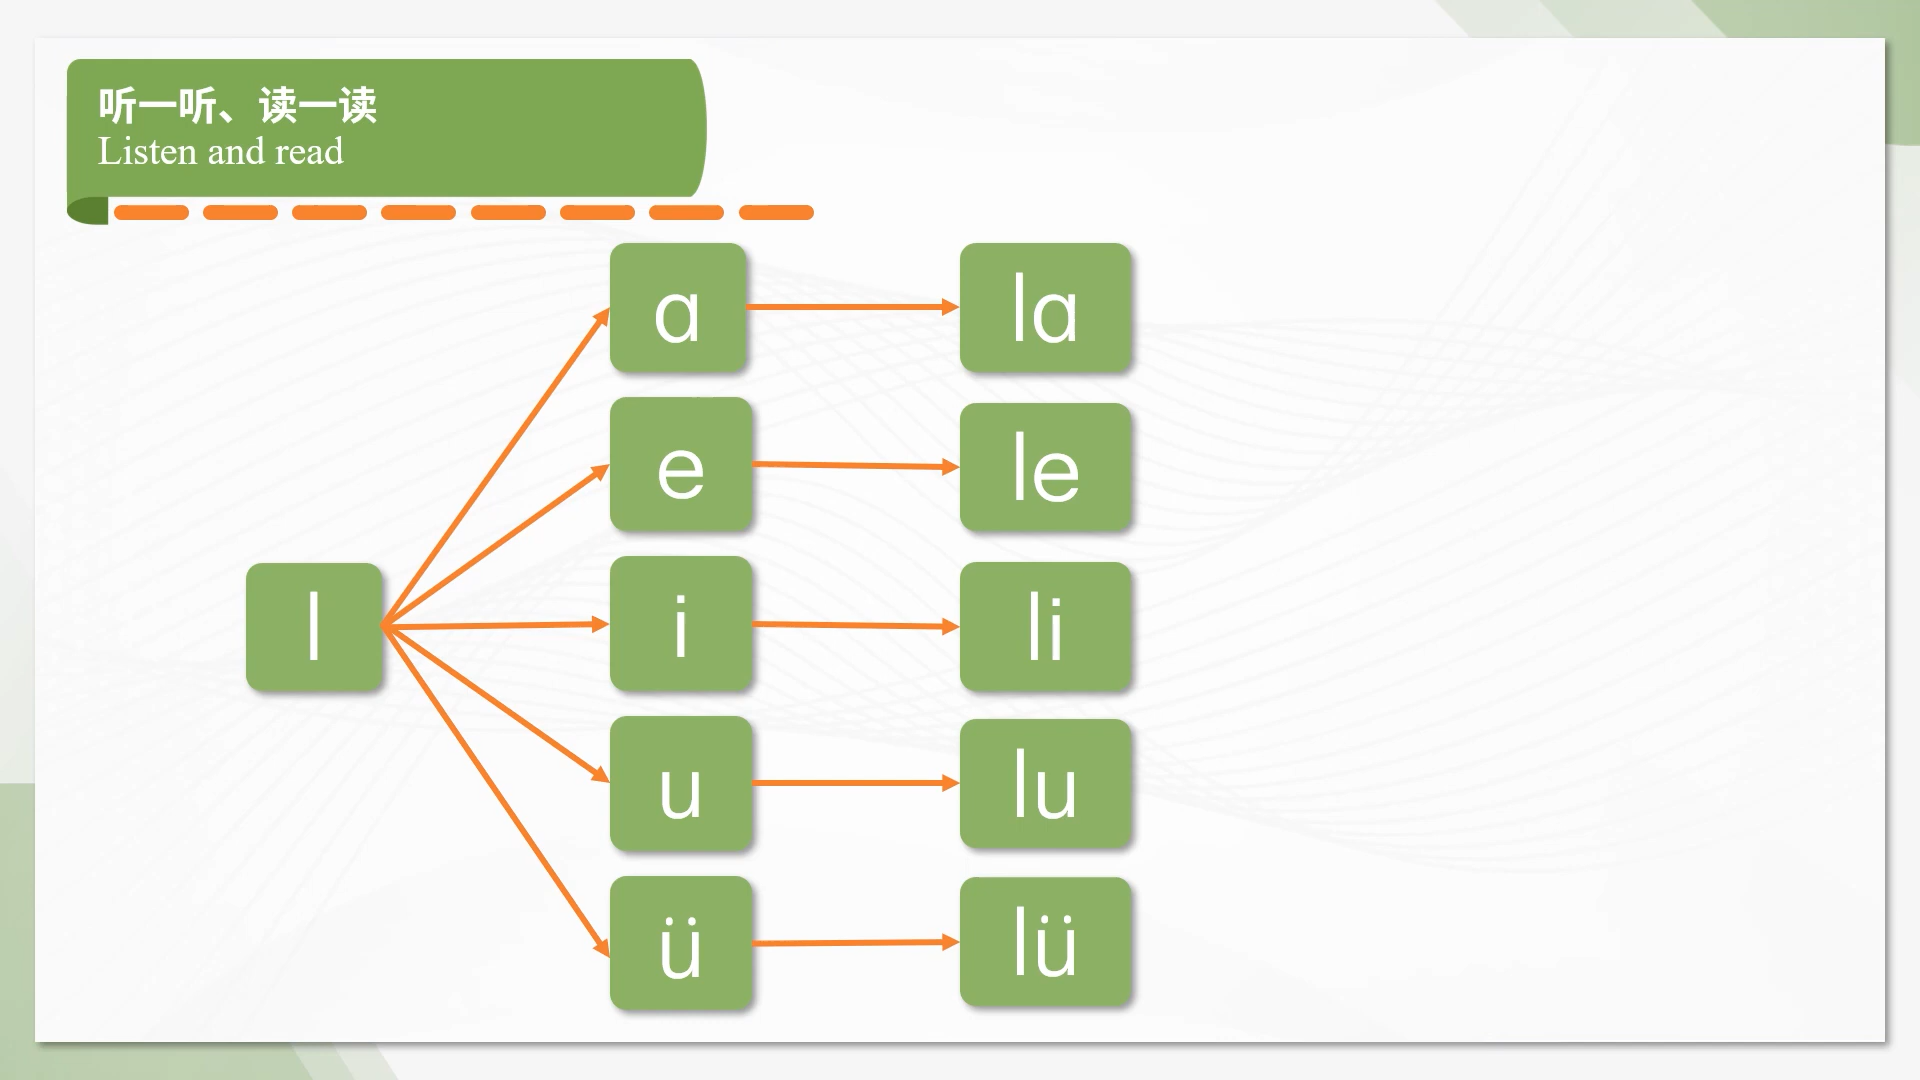 听一听、读一读
Listen and read
a
la
e
le
l
i
li
u
lu
ü
lü